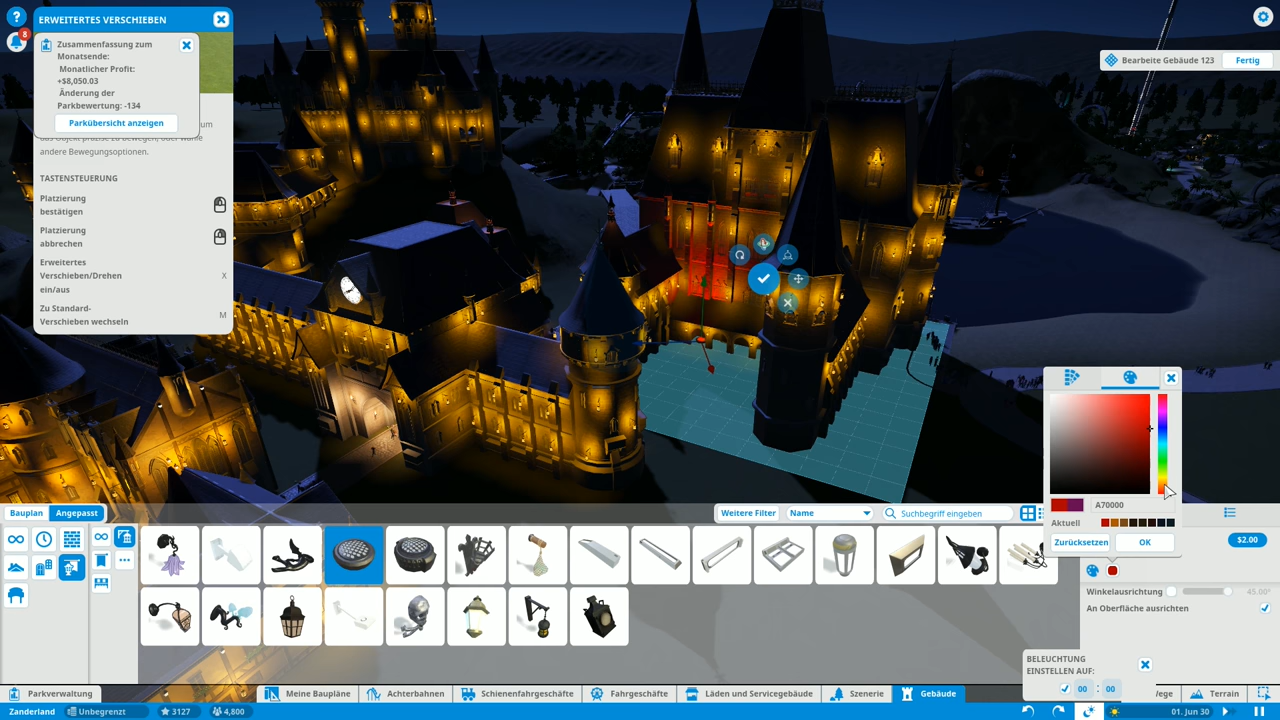 ERWEITERTES VERSCHIEBEN
8
Zusammenfassung zum
Monatsende:
Monatlicher Profit:
+$8,050.03
Änderung der
Parkbewertung: -134
Parkübersicht anzeigen
andere Bewegungsoptionen.
TASTENSTEUERUNG
Platzierung
bestätigen
Platzierung
abbrechen
Erweitertes
Verschieben/Drehen
ein/aus
X
Zu Standard-
Verschieben wechseln
M
Bearbeite Gebäude 123
Fertig
A70000
Aktuell
Zurücksetzen
OK
Bauplan
Angepasst
Weitere Filter
Name
Suchbegriff eingeben
$2.00
Winkelausrichtung
45.00°
An Oberfläche ausrichten
BELEUCHTUNG
EINSTELLEN AUF:
00 : 00
Parkverwaltung
Meine Baupläne
Achterbahnen
Schienenfahrgeschäfte
Fahrgeschäfte
Läden und Servicegebäude
Szenerie
Gebäude
Terrain
Zanderland
Unbegrenzt
3127
4,800
01. Jun 30